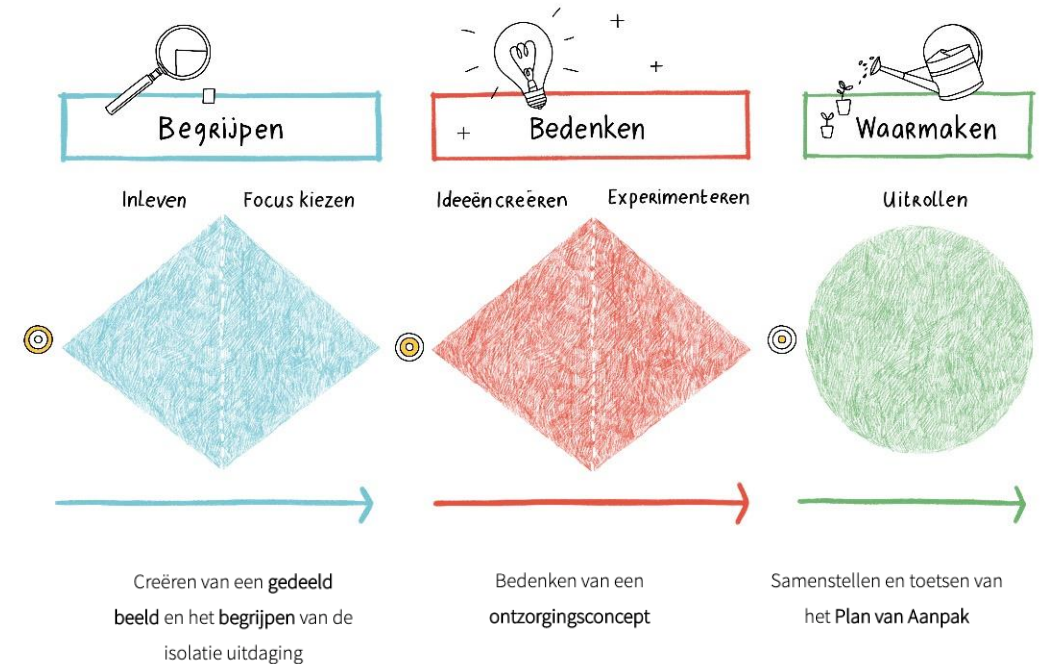 Begrijpen
Bedenken
Waarmaken
Inleven
Focus kiezen
Ideeën creëren
Experimenteren
Uitrollen
Creëren van een gedeeld
beeld en het begrijpen van de
isolatie uitdaging
Bedenken van een
ontzorgingsconcept
Samenstellen en toetsen van
het Plan van Aanpak